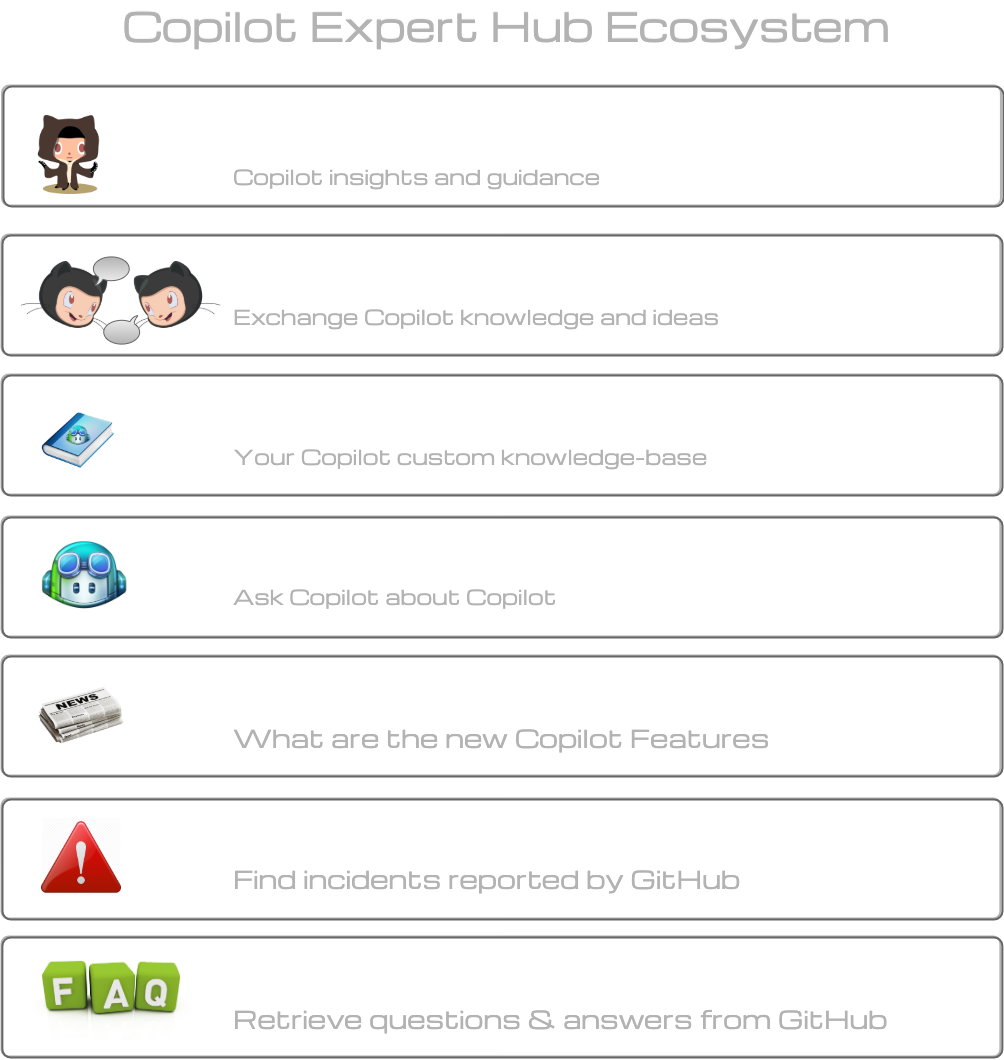 Copilot Expert Hub Ecosystem
Copilot insights and guidance
Exchange Copilot knowledge and ideas
Your Copilot custom knowledge-base
Ask Copilot about Copilot
NEWS
What are the new Copilot Features
Find incidents reported by GitHub
FAQ
Retrieve questions & answers from GitHub